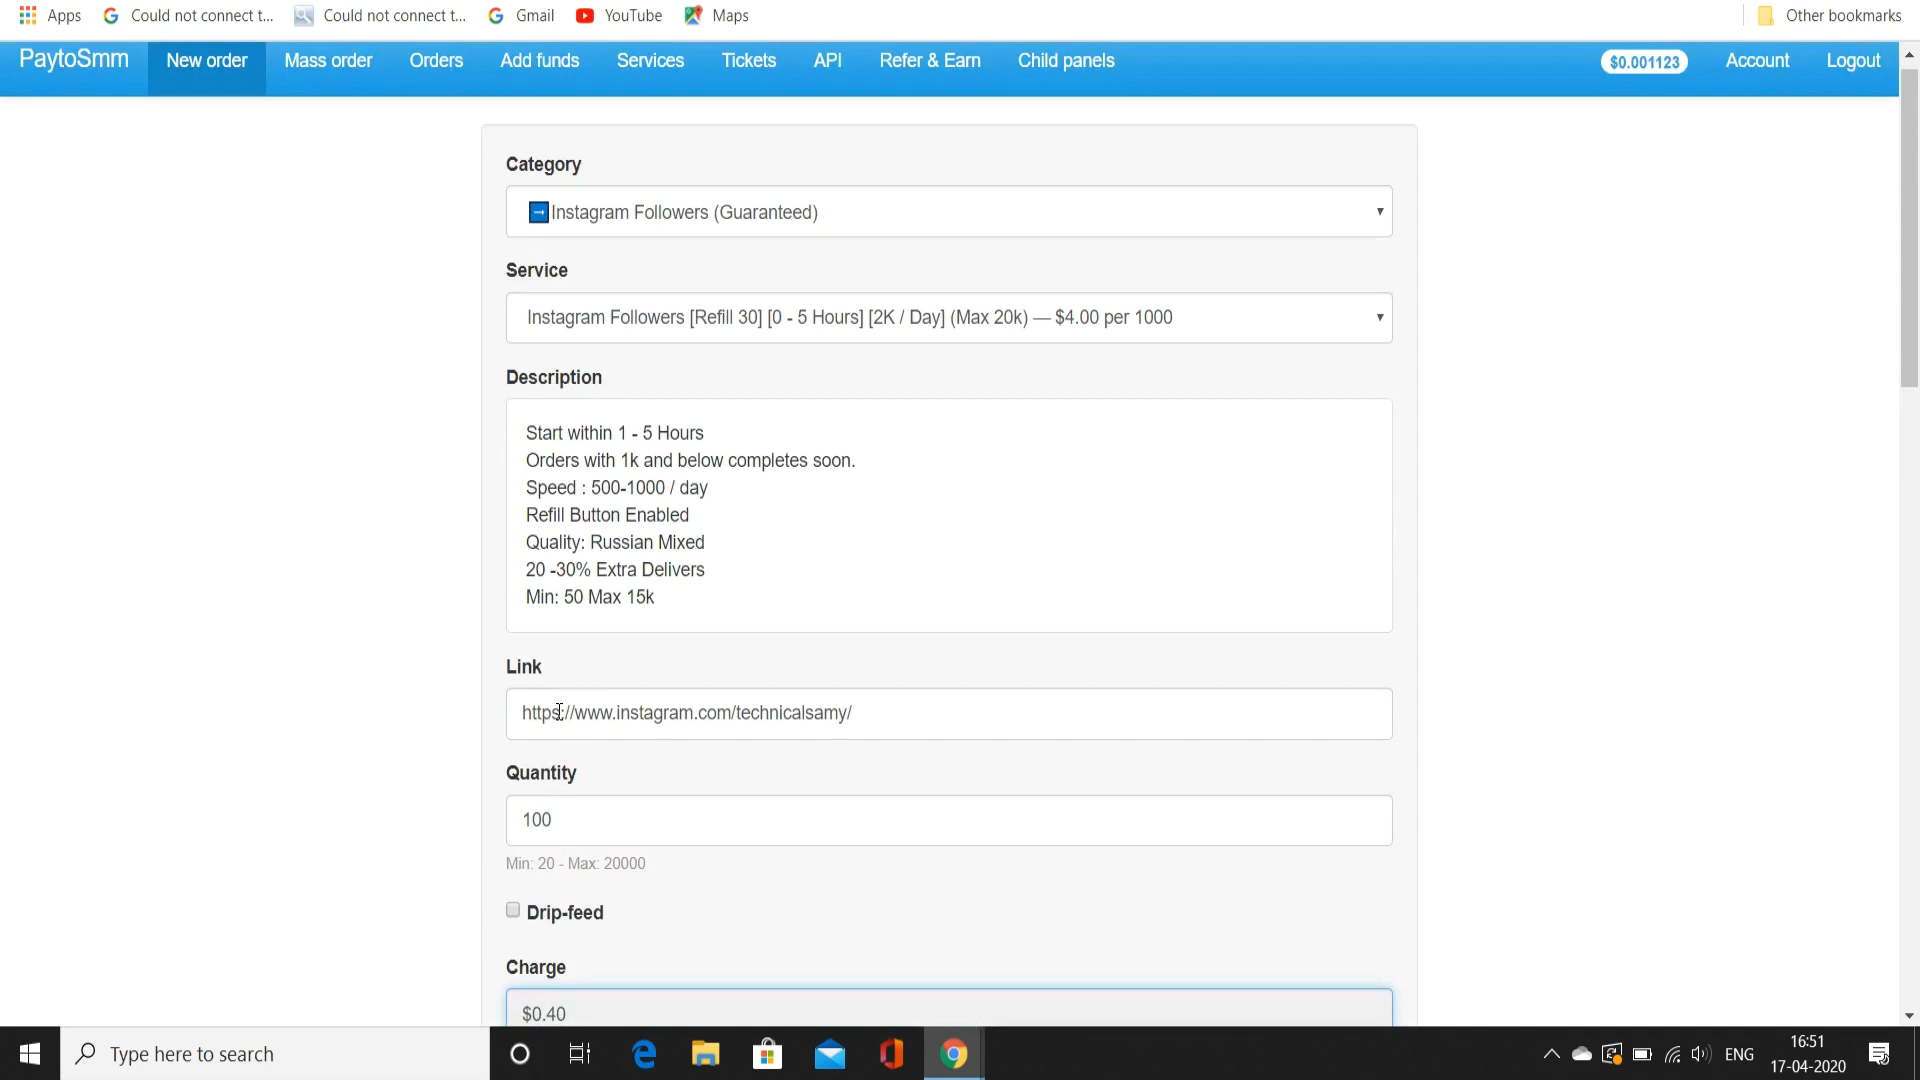 Apps Could not connect t... Could not connect t... Gmail YouTube Maps Other bookmarks
PaytoSmm New order Mass order Orders Add funds Services Tickets API Refer & Earn Child panels $0.001123 Account Logout
Category
Instagram Followers (Guaranteed)
Service
Instagram Followers [Refill 30] [0 - 5 Hours] [2K / Day] (Max 20k) — $4.00 per 1000
Description
Start within 1 - 5 Hours
Orders with 1k and below completes soon.
Speed : 500-1000 / day
Refill Button Enabled
Quality: Russian Mixed
20 -30% Extra Delivers
Min: 50 Max 15k
Link
https://www.instagram.com/technicalsamy/
Quantity
100
Min: 20 - Max: 20000
Drip-feed
Charge
$0.40
Type here to search
ENG
16:51
17-04-2020